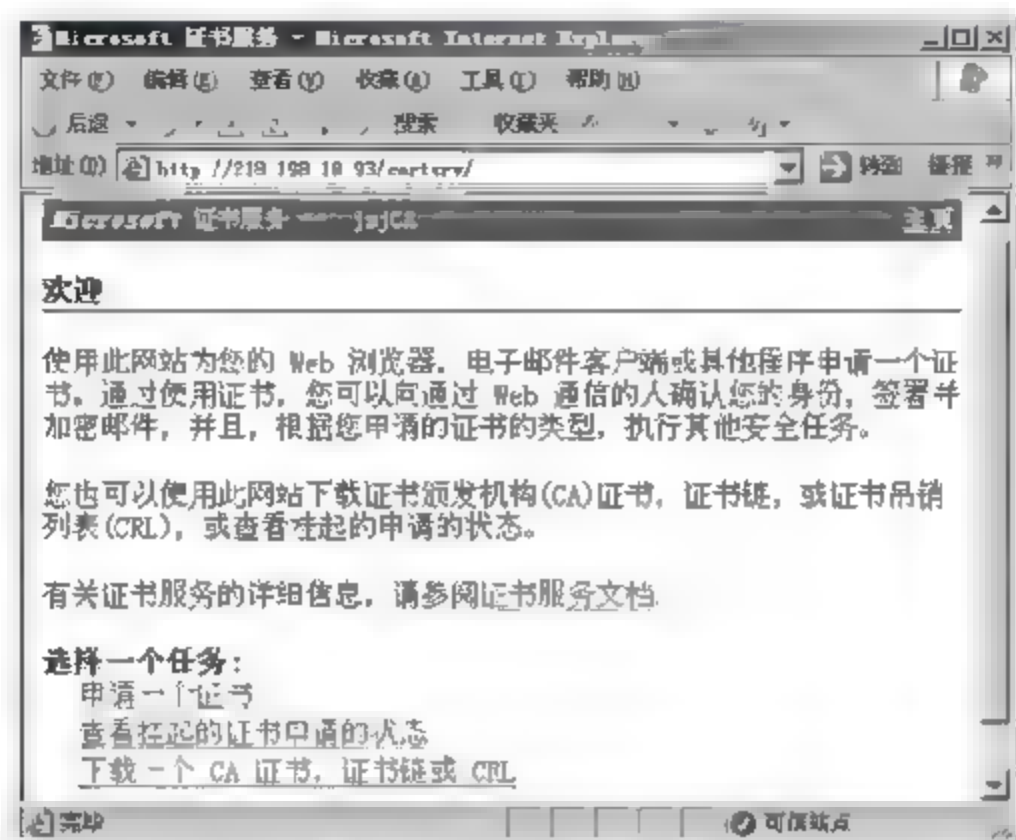 Microsoft 证书服务 - Microsoft Internet
文件(F) 编辑(E) 查看(V) 收藏(A) 工具(T) 帮助(H)
后退 搜索 收藏夹
地址(D) http://218.198.18.93/certsrv/ 转到 链接
Microsoft 证书服务 -- jsjCA 主页
欢迎
使用此网站为您的 Web 浏览器，电子邮件客户端或其他程序申请一个证
书。通过使用证书，您可以向通过 Web 通信的人确认您的身份，签署并
加密邮件，并且，根据您申请的证书的类型，执行其他安全任务。
您也可以使用此网站下载证书颁发机构(CA)证书，证书链，或证书吊销
列表(CRL)，或查看挂起的申请的状态。
有关证书服务的详细信息，请参阅证书服务文档.
选择一个任务:
申请一个证书
查看挂起的证书申请的状态
下载一个 CA 证书，证书链或 CRL
完毕 可信站点